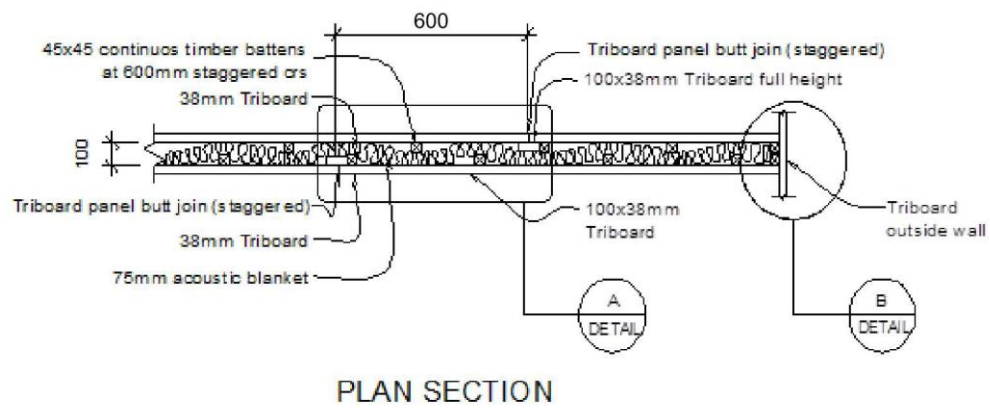 600
45x45 continuos timber battens
at 600mm staggered crs
38mm Triboard
Triboard panel butt join (staggered)
100x38mm Triboard full height
100
Triboard panel butt join (staggered)
38mm Triboard
75mm acoustic blanket
100x38mm
Triboard
Triboard
outside wall
A
DETAIL
B
DETAIL
PLAN SECTION